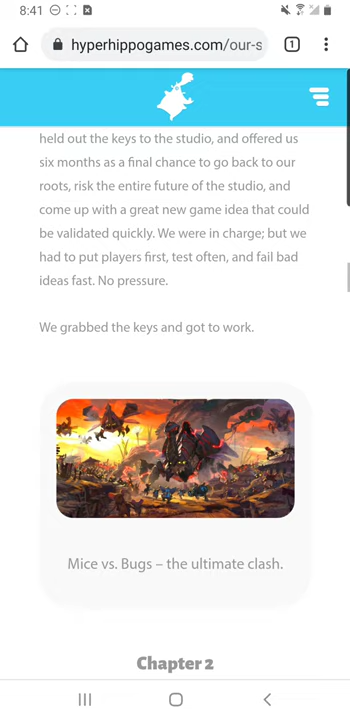 8:41
hyperhippogames.com/our-s
1
held out the keys to the studio, and offered us
six months as a final chance to go back to our
roots, risk the entire future of the studio, and
come up with a great new game idea that could
be validated quickly. We were in charge; but we
had to put players first, test often, and fail bad
ideas fast. No pressure.
We grabbed the keys and got to work.
Mice vs. Bugs – the ultimate clash.
Chapter 2